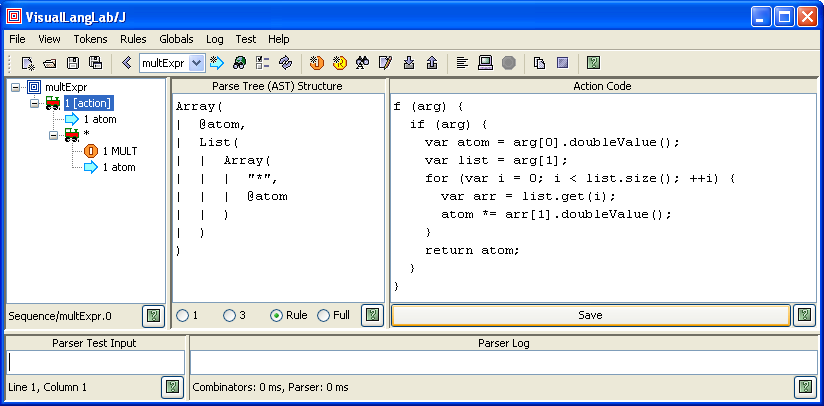 VisualLangLab/J
File View Tokens Rules Globals Log Test Help
multExpr
multExpr
1 [action]
1 atom
*
1 MULT
1 atom
Sequence/multExpr.0
Parse Tree (AST) Structure
Array(
| @atom,
| List(
| | Array(
| | | "*",
| | | @atom
| | )
| )
)
1 3 Rule Full
Action Code
f (arg) {
if (arg) {
var atom = arg[0].doubleValue();
var list = arg[1];
for (var i = 0; i < list.size(); ++i) {
var arr = list.get(i);
atom *= arr[1].doubleValue();
}
return atom;
}
}
Save
Parser Test Input
Line 1, Column 1
Parser Log
Combinators: 0 ms, Parser: 0 ms